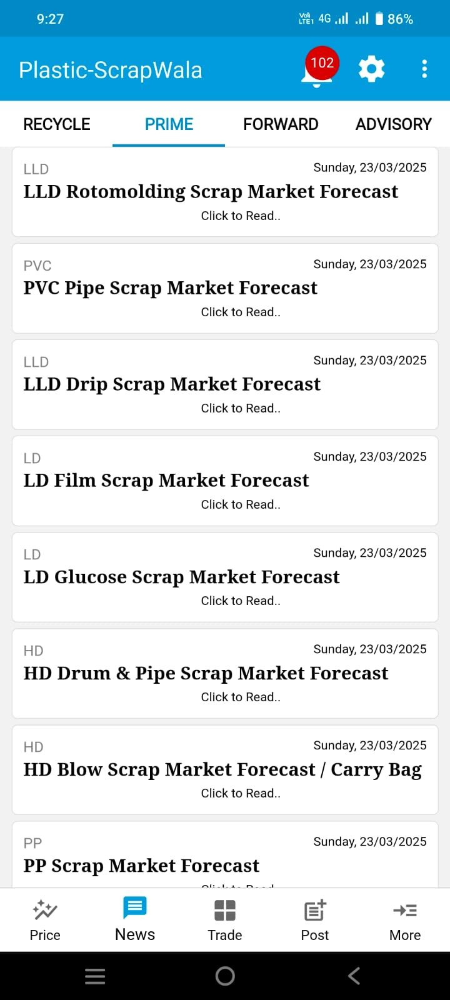 9:27
VoLTE1 4G 86%
Plastic-ScrapWala
102
RECYCLE PRIME FORWARD ADVISORY
LLD Sunday, 23/03/2025
LLD Rotomolding Scrap Market Forecast
Click to Read..
PVC Sunday, 23/03/2025
PVC Pipe Scrap Market Forecast
Click to Read..
LLD Sunday, 23/03/2025
LLD Drip Scrap Market Forecast
Click to Read..
LD Sunday, 23/03/2025
LD Film Scrap Market Forecast
Click to Read..
LD Sunday, 23/03/2025
LD Glucose Scrap Market Forecast
Click to Read..
HD Sunday, 23/03/2025
HD Drum & Pipe Scrap Market Forecast
Click to Read..
HD Sunday, 23/03/2025
HD Blow Scrap Market Forecast / Carry Bag
Click to Read..
PP Sunday, 23/03/2025
PP Scrap Market Forecast
Price News Trade Post More